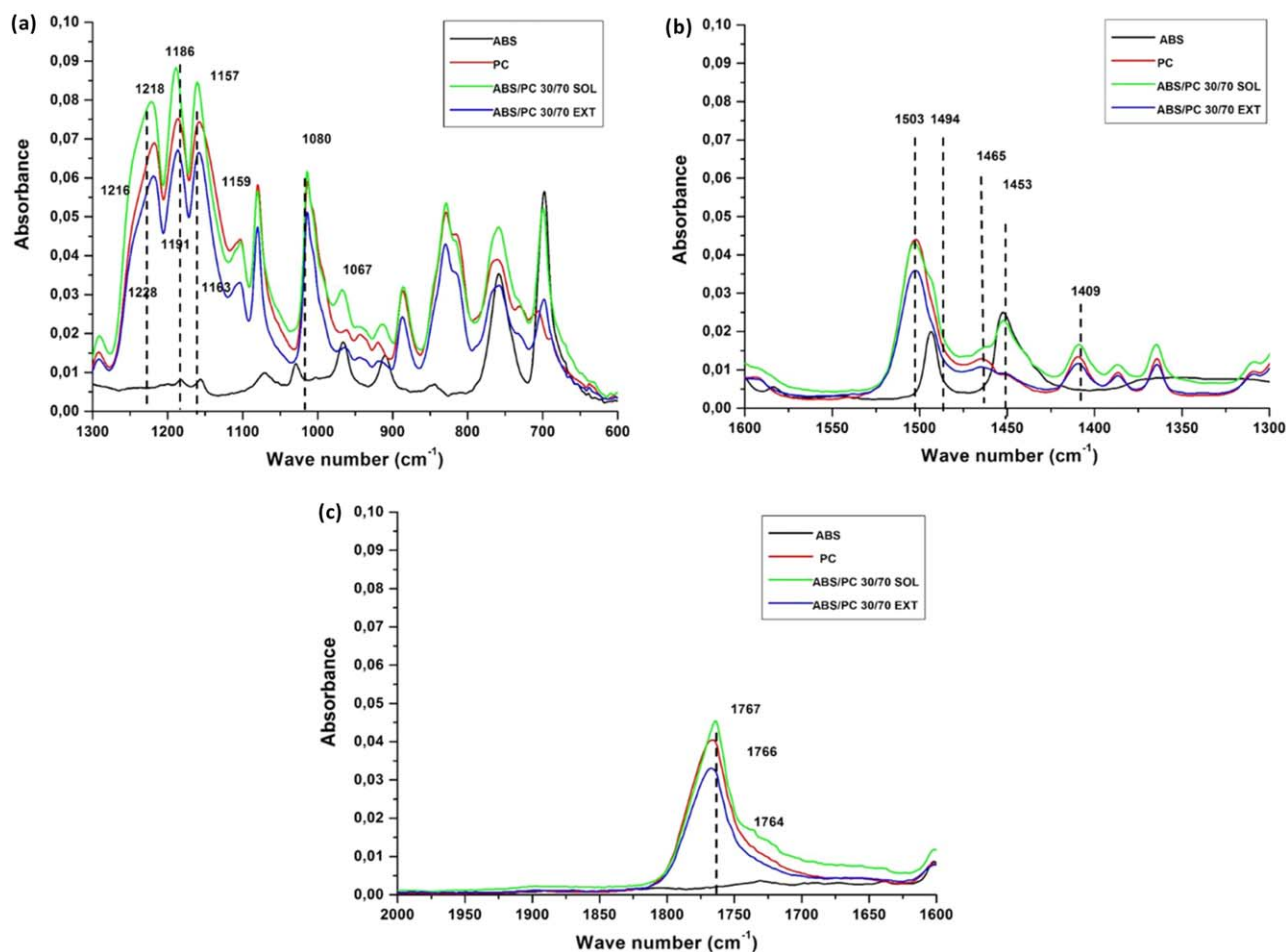 (a)
0,10
0,09
0,08
0,07
0,06
0,05
0,04
0,03
0,02
0,01
0,00
Absorbance
1186
1218
1157
1080
1216
1159
1191
1067
1228
1163
ABS
PC
ABS/PC 30/70 SOL
ABS/PC 30/70 EXT
1300 1200 1100 1000 900 800 700 600
Wave number (cm-1)
(b)
0,10
0,09
0,08
0,07
0,06
0,05
0,04
0,03
0,02
0,01
0,00
Absorbance
1503 1494
1465
1453
1409
ABS
PC
ABS/PC 30/70 SOL
ABS/PC 30/70 EXT
1600 1550 1500 1450 1400 1350 1300
Wave number (cm-1)
(c)
0,10
0,09
0,08
0,07
0,06
0,05
0,04
0,03
0,02
0,01
0,00
Absorbance
1767
1766
1764
ABS
PC
ABS/PC 30/70 SOL
ABS/PC 30/70 EXT
2000 1950 1900 1850 1800 1750 1700 1650 1600
Wave number (cm-1)